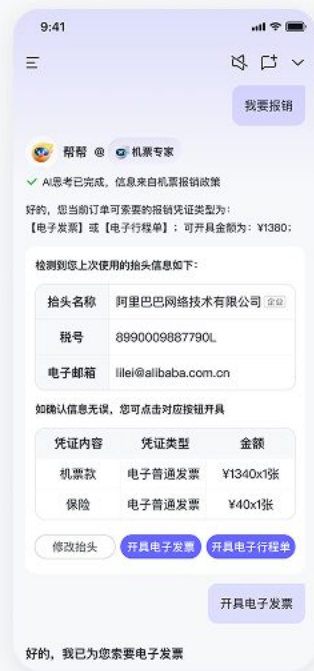 9:41
我要报销
帮帮 @ 机票专家
AI思考已完成，信息来自机票报销政策
好的，您当前订单可索要的报销凭证类型为：
【电子发票】或【电子行程单】；可开具金额为：¥1380；
检测到您上次使用的抬头信息如下：
抬头名称 阿里巴巴网络技术有限公司 企业
税号 8990009887790L
电子邮箱 lilei@alibaba.com.cn
如确认信息无误，您可点击对应按钮开具
凭证内容 凭证类型 金额
机票款 电子普通发票 ¥1340x1张
保险 电子普通发票 ¥40x1张
修改抬头 开具电子发票 开具电子行程单
开具电子发票
好的，我已为您索要电子发票